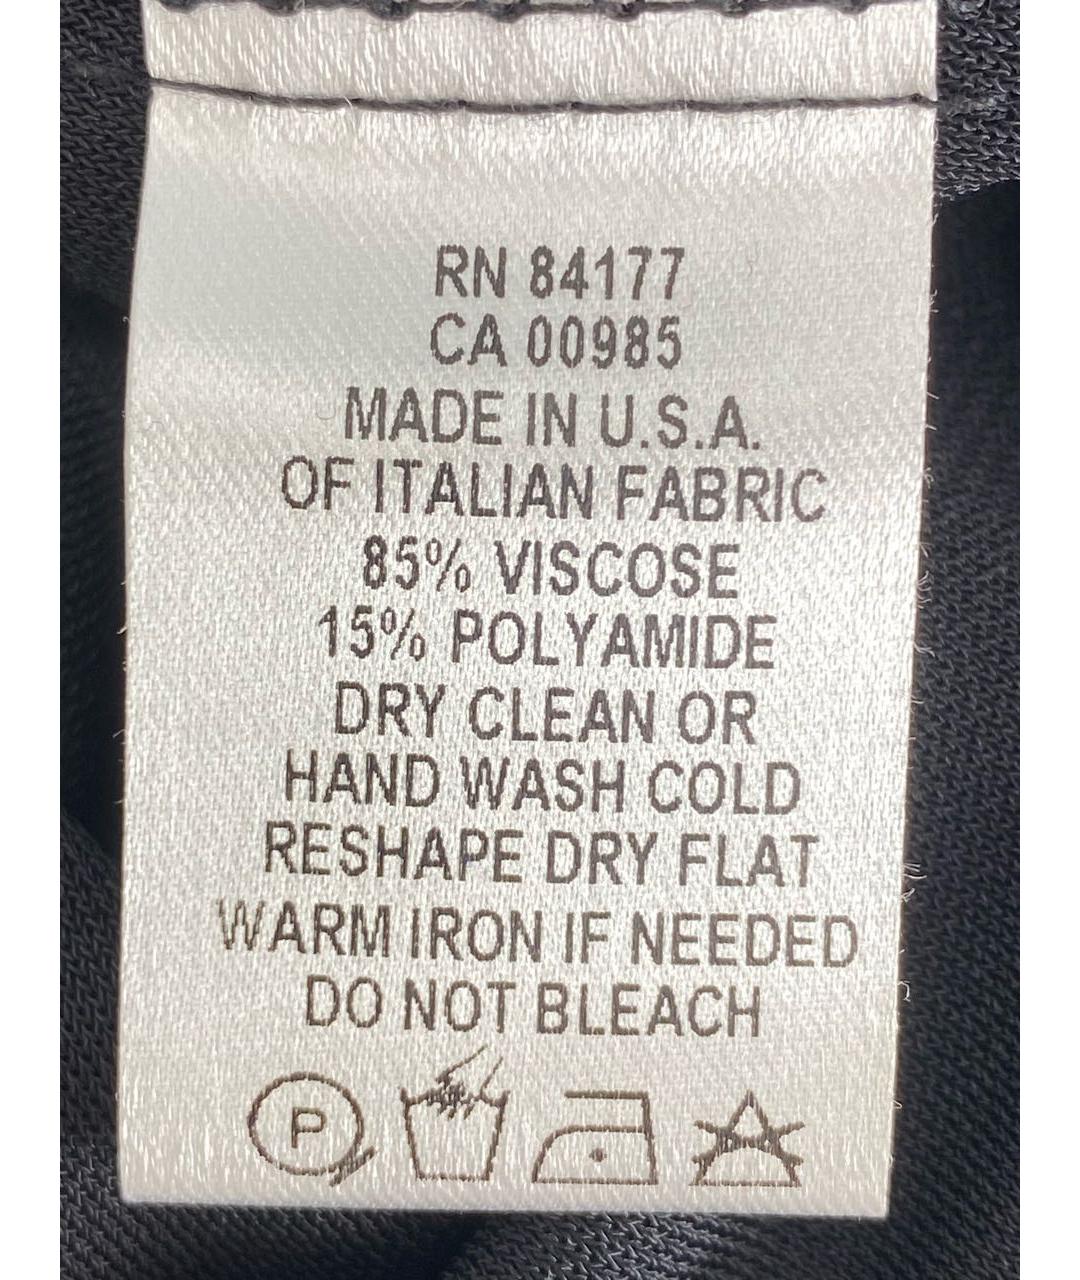 RN 84177
CA 00985
MADE IN U.S.A.
OF ITALIAN FABRIC
85% VISCOSE
15% POLYAMIDE
DRY CLEAN OR
HAND WASH COLD
RESHAPE DRY FLAT
WARM IRON IF NEEDED
DO NOT BLEACH
P